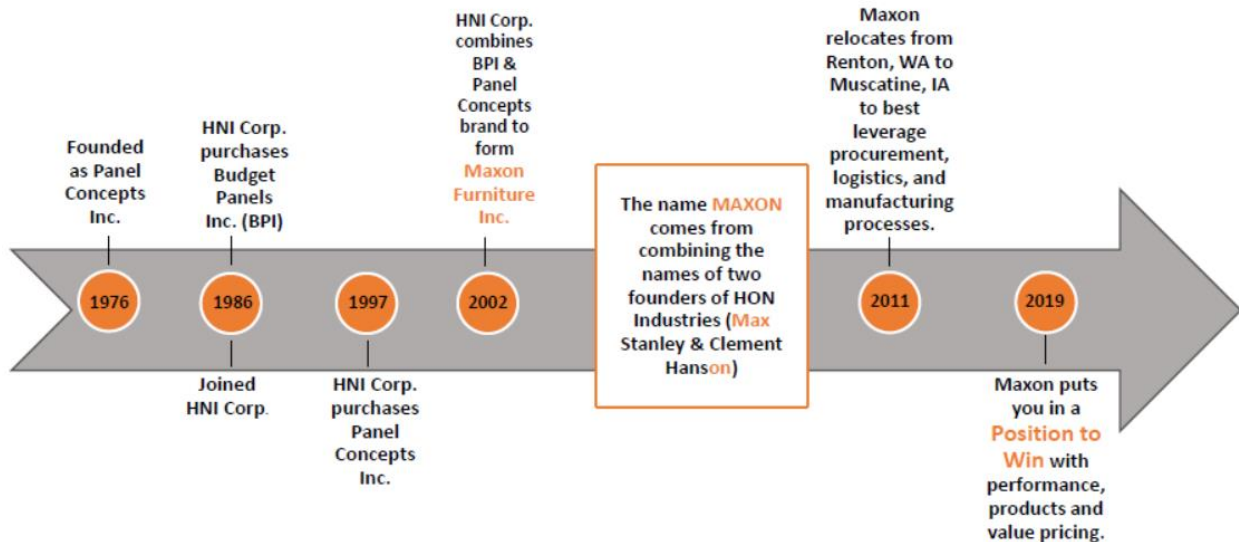 Founded
as Panel
Concepts
Inc.
1976
HNI Corp.
purchases
Budget
Panels
Inc. (BPI)
1986
Joined
HNI Corp.
1997
HNI Corp.
purchases
Panel
Concepts
Inc.
HNI Corp.
combines
BPI &
Panel
Concepts
brand to
form
Maxon
Furniture
Inc.
2002
The name MAXON
comes from
combining the
names of two
founders of HON
Industries (Max
Stanley & Clement
Hanson)
Maxon
relocates from
Renton, WA to
Muscatine, IA
to best
leverage
procurement,
logistics, and
manufacturing
processes.
2011
2019
Maxon puts
you in a
Position to
Win with
performance,
products and
value pricing.